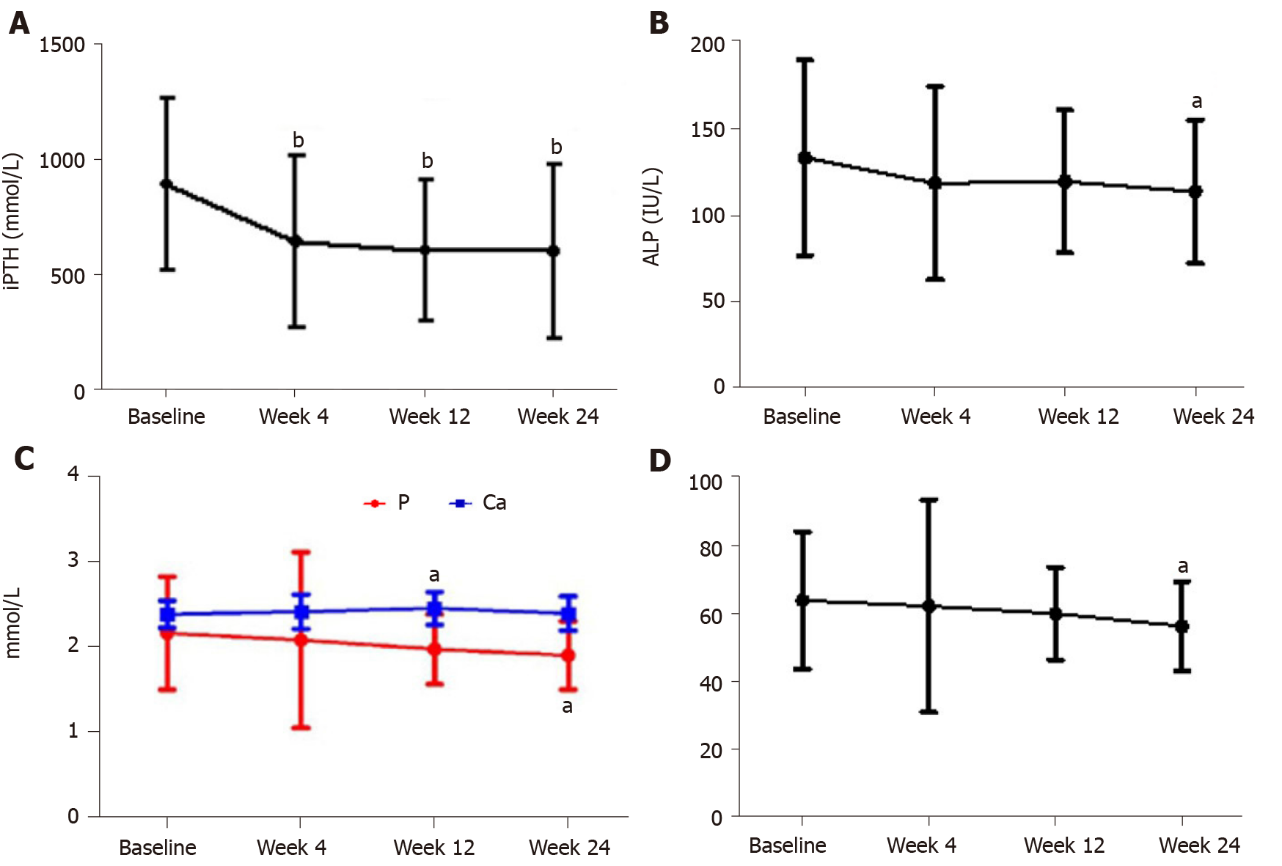 A
1500
1000
500
0
iPTH (mmol/L)
b
b
b
Baseline
Week 4
Week 12
Week 24
B
200
150
100
50
0
ALP (IU/L)
a
Baseline
Week 4
Week 12
Week 24
C
4
3
2
1
0
mmol/L
P
Ca
a
a
Baseline
Week 4
Week 12
Week 24
D
100
80
60
40
20
0
a
Baseline
Week 4
Week 12
Week 24